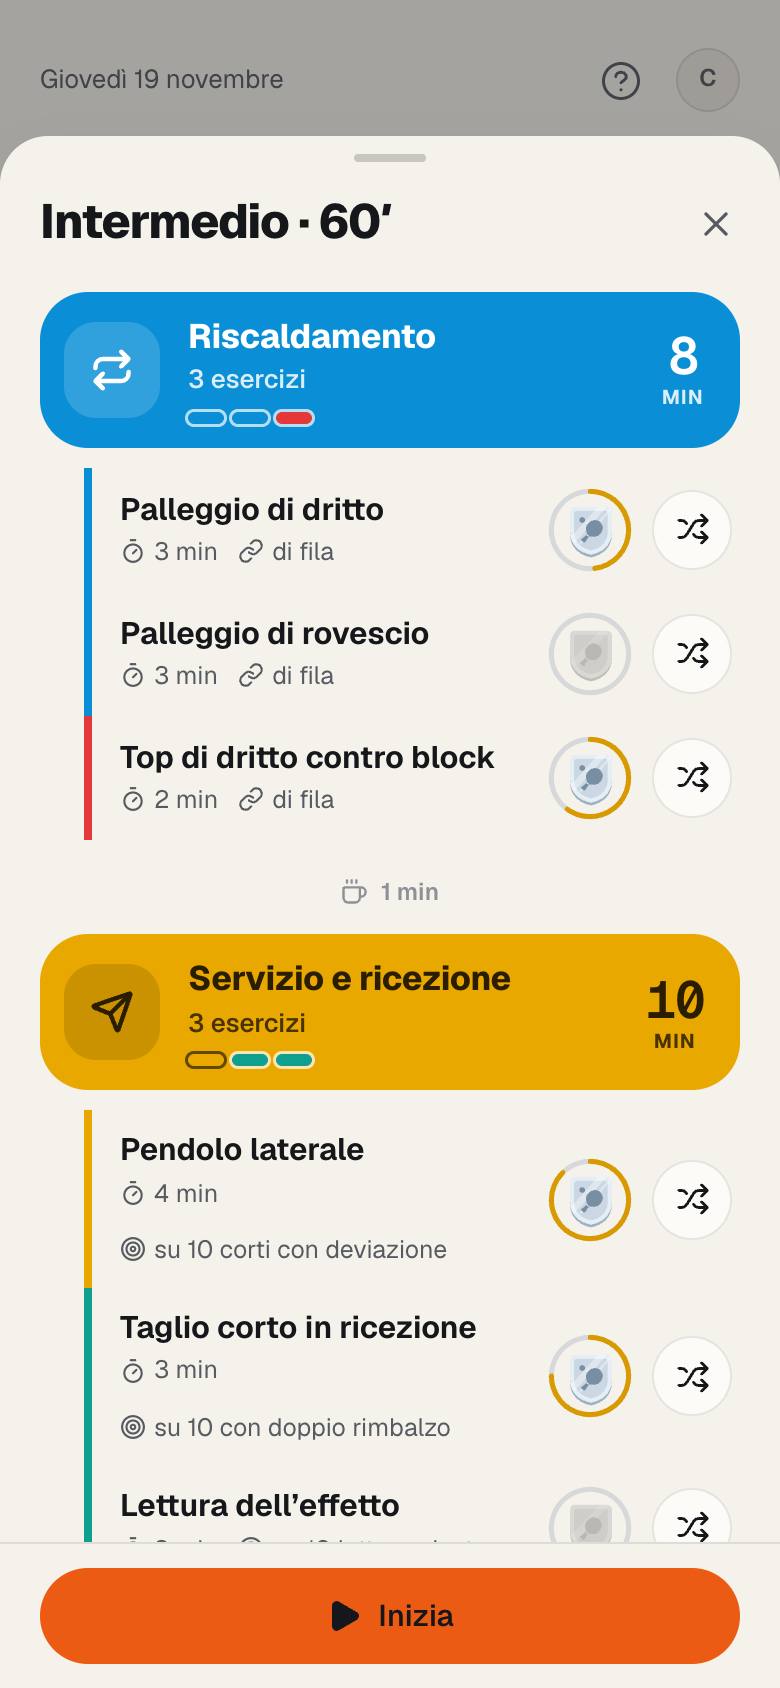 Giovedì 19 novembre
C
Intermedio · 60′
Riscaldamento
3 esercizi
8
MIN
Palleggio di dritto
3 min di fila
Palleggio di rovescio
3 min di fila
Top di dritto contro block
2 min di fila
1 min
Servizio e ricezione
3 esercizi
10
MIN
Pendolo laterale
4 min
su 10 corti con deviazione
Taglio corto in ricezione
3 min
su 10 con doppio rimbalzo
Lettura dell’effetto
Inizia